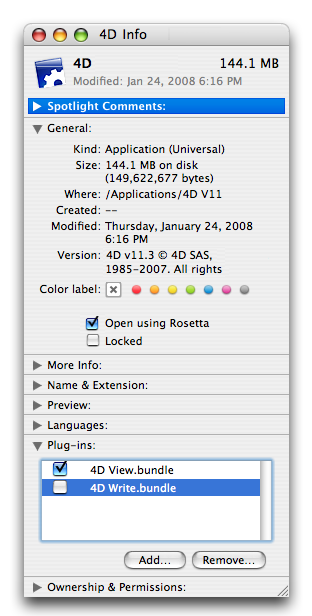 4D Info
4D 144.1 MB
Modified: Jan 24, 2008 6:16 PM
Spotlight Comments:
General:
Kind: Application (Universal)
Size: 144.1 MB on disk
(149,622,677 bytes)
Where: /Applications/4D V11
Created: --
Modified: Thursday, January 24, 2008
6:16 PM
Version: 4D v11.3 © 4D SAS,
1985-2007. All rights
Color label:
Open using Rosetta
Locked
More Info:
Name & Extension:
Preview:
Languages:
Plug-ins:
4D View.bundle
4D Write.bundle
Add... Remove...
Ownership & Permissions: